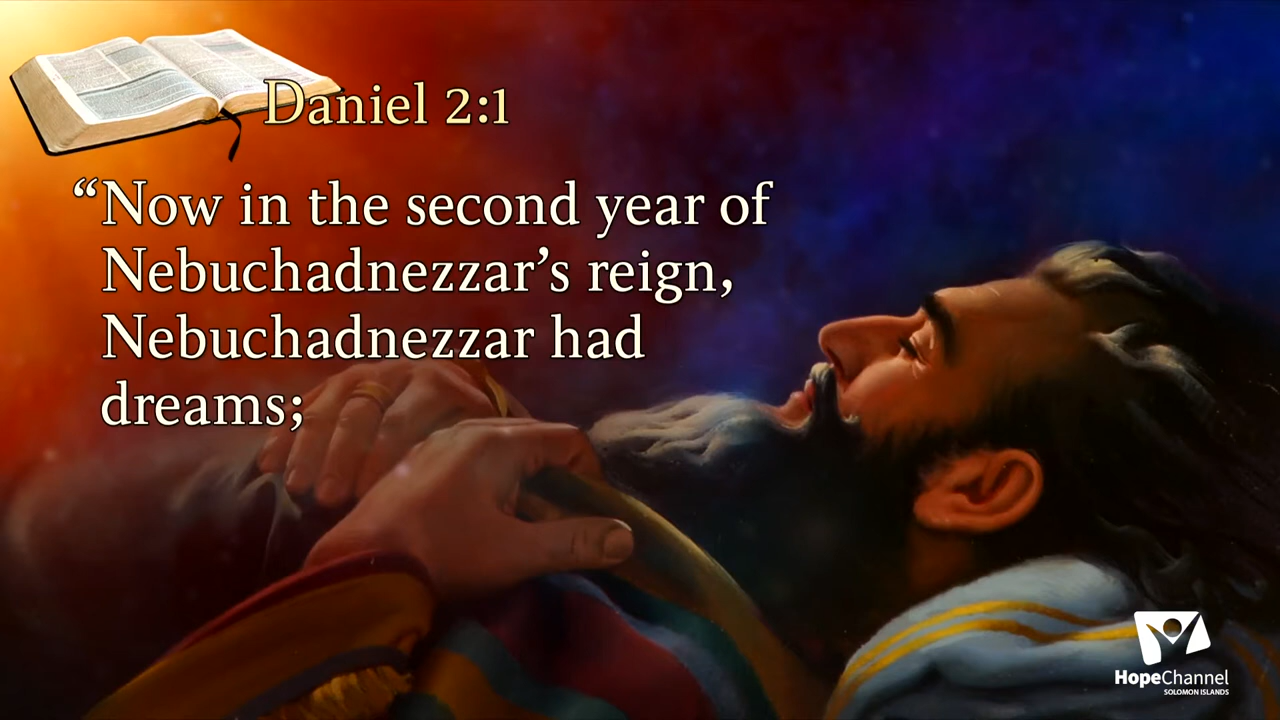 Daniel 2:1
“Now in the second year of
Nebuchadnezzar’s reign,
Nebuchadnezzar had
dreams;
HopeChannel
SOLOMON ISLANDS